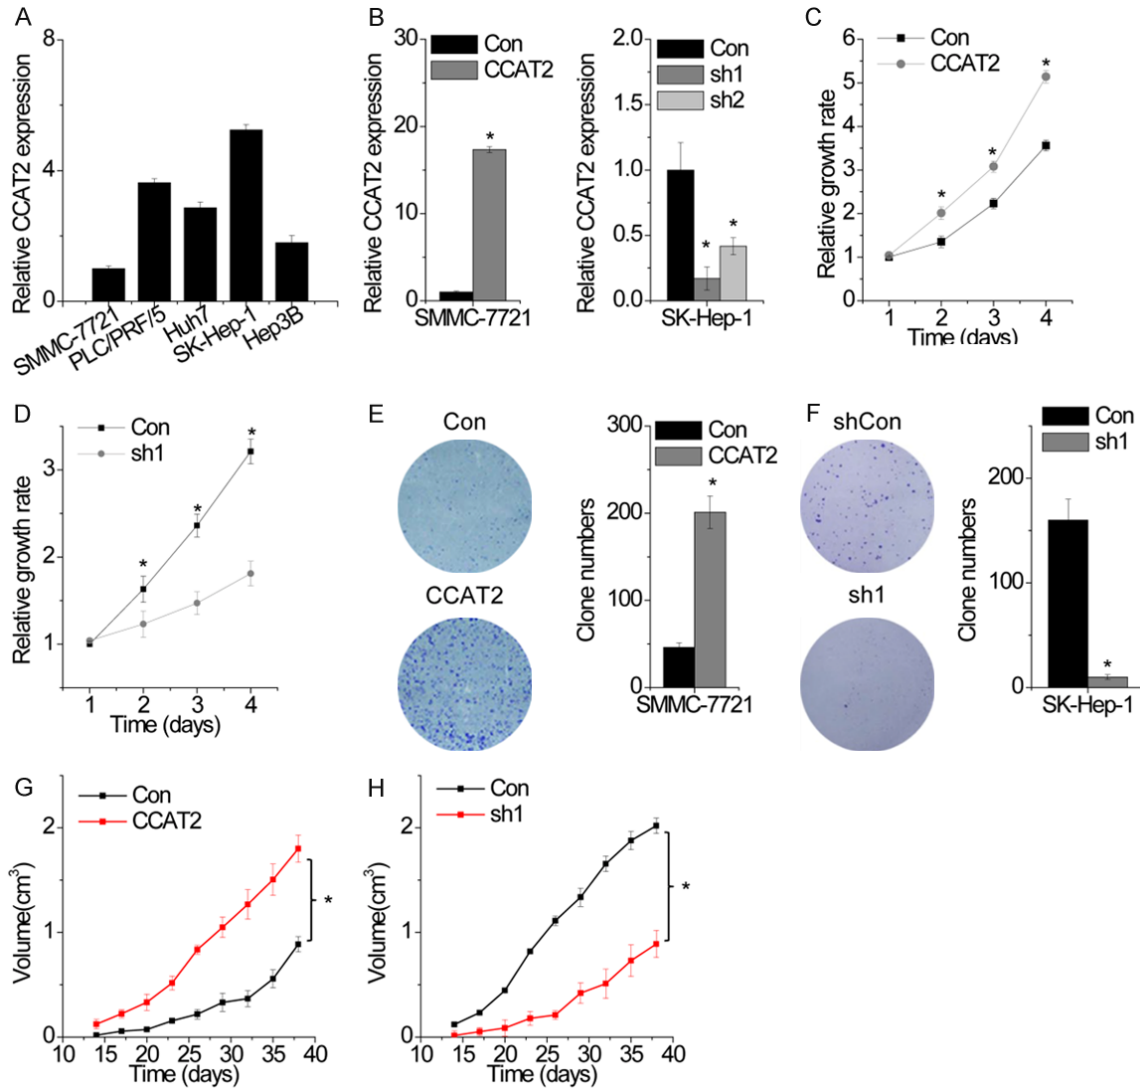 A
Relative CCAT2 expression
8
4
0
SMMC-7721
PLC/PRF/5
Huh7
SK-Hep-1
Hep3B
B
Relative CCAT2 expression
30
20
10
0
Con
CCAT2
*
SMMC-7721
Relative CCAT2 expression
2.0
1.5
1.0
0.5
0.0
Con
sh1
sh2
* *
SK-Hep-1
C
Relative growth rate
6
5
4
3
2
1
0
Con
CCAT2
* * *
1 2 3 4
Time (days)
D
Relative growth rate
3
2
1
Con
sh1
* * *
1 2 3 4
Time (days)
E
Con
CCAT2
Clone numbers
300
200
100
0
Con
CCAT2
*
SMMC-7721
F
shCon
sh1
Clone numbers
200
100
0
Con
sh1
*
SK-Hep-1
G
Volume(cm³)
2
1
0
Con
CCAT2
*
10 15 20 25 30 35 40
Time (days)
H
Volume(cm³)
2
1
0
Con
sh1
*
10 15 20 25 30 35 40
Time (days)